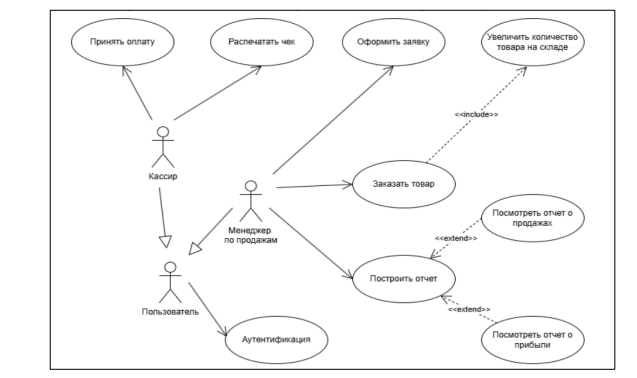 Принять оплату
Распечатать чек
Оформить заявку
Увеличить количество
товара на складе
<<include>>
Кассир
Заказать товар
Менеджер
по продажам
Посмотреть отчет о
продажах
<<extend>>
Построить отчет
Пользователь
<<extend>>
Аутентификация
Посмотреть отчет о
прибыли